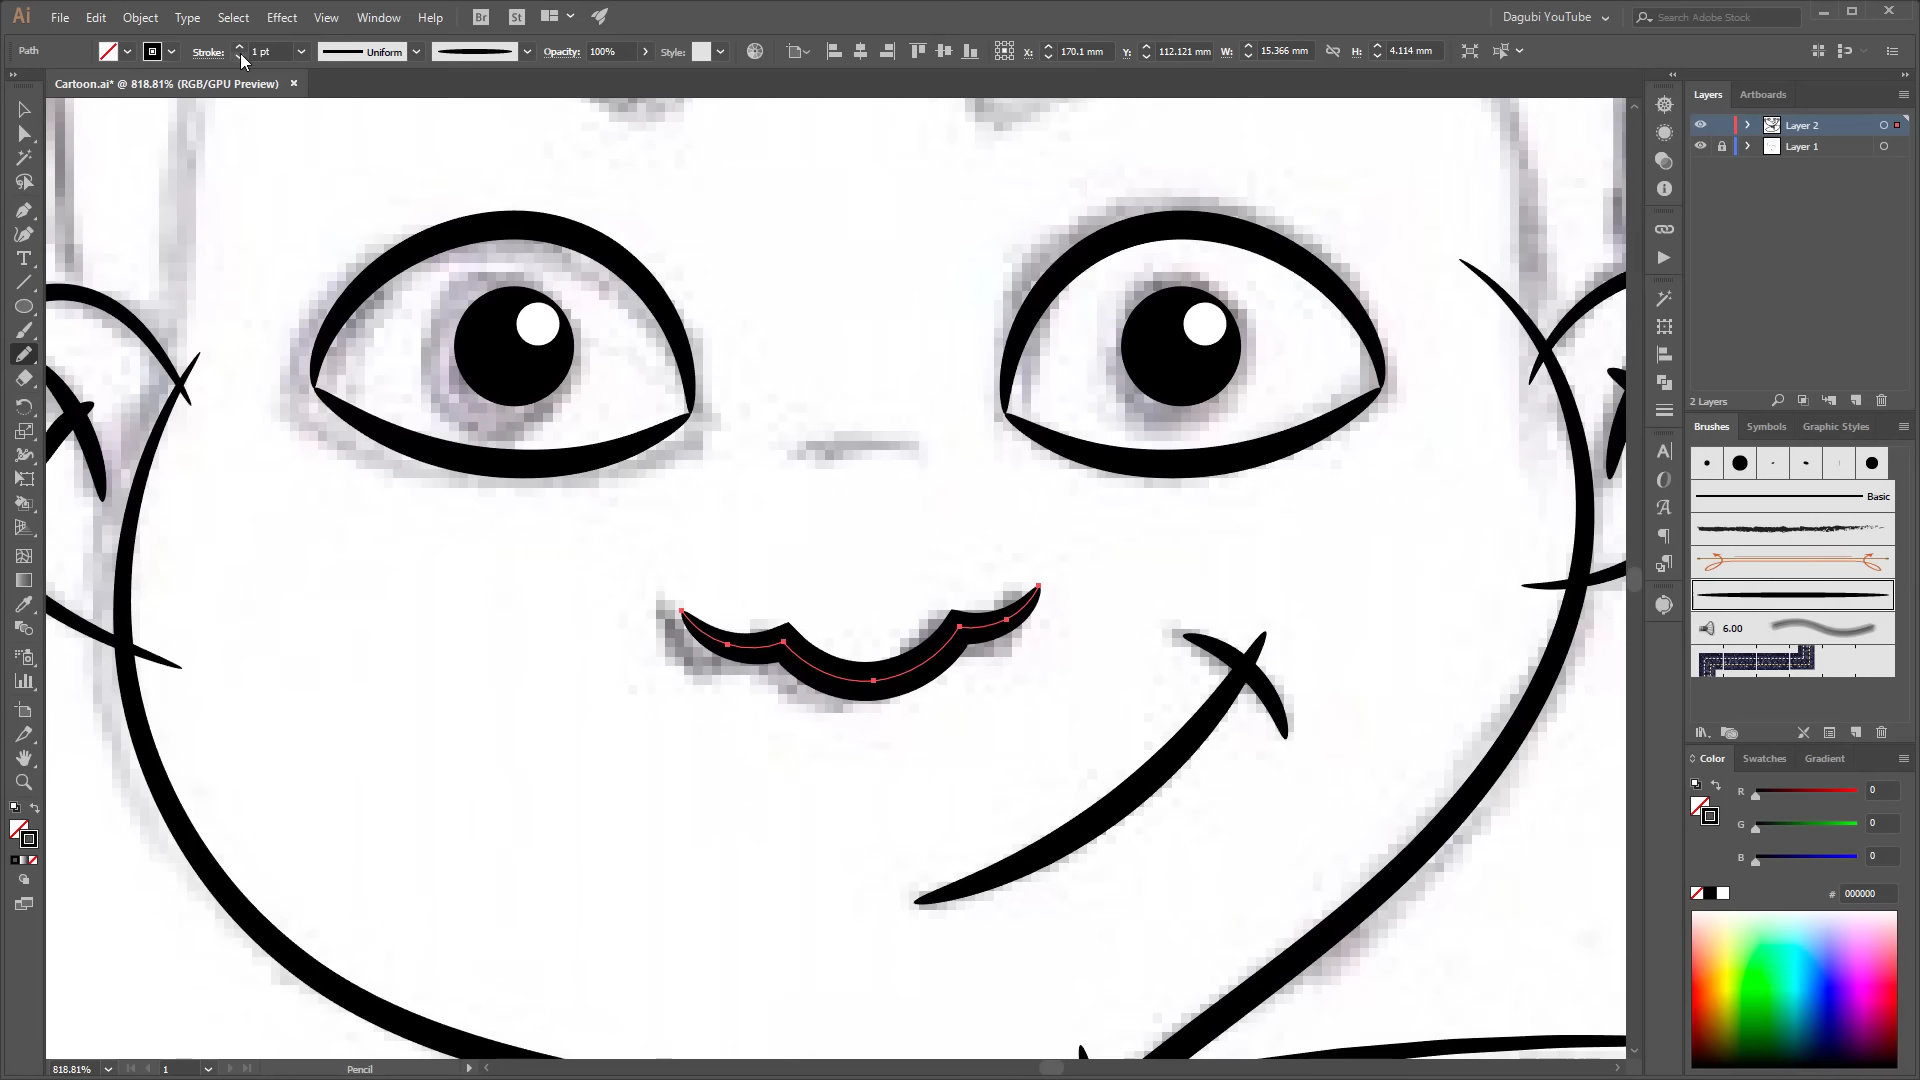 Ai File Edit Object Type Select Effect View Window Help Br St Dagubi YouTube Search Adobe Stock
Path Stroke: 1 pt Uniform Opacity: 100% Style: X: 170.1 mm Y: 112.121 mm W: 15.366 mm H: 4.114 mm
Cartoon.ai* @ 818.81% (RGB/GPU Preview)
Layers Artboards
Layer 2
Layer 1
2 Layers
Brushes Symbols Graphic Styles
Basic
6.00
Color Swatches Gradient
R 0
G 0
B 0
# 000000
818.81% 1 Pencil